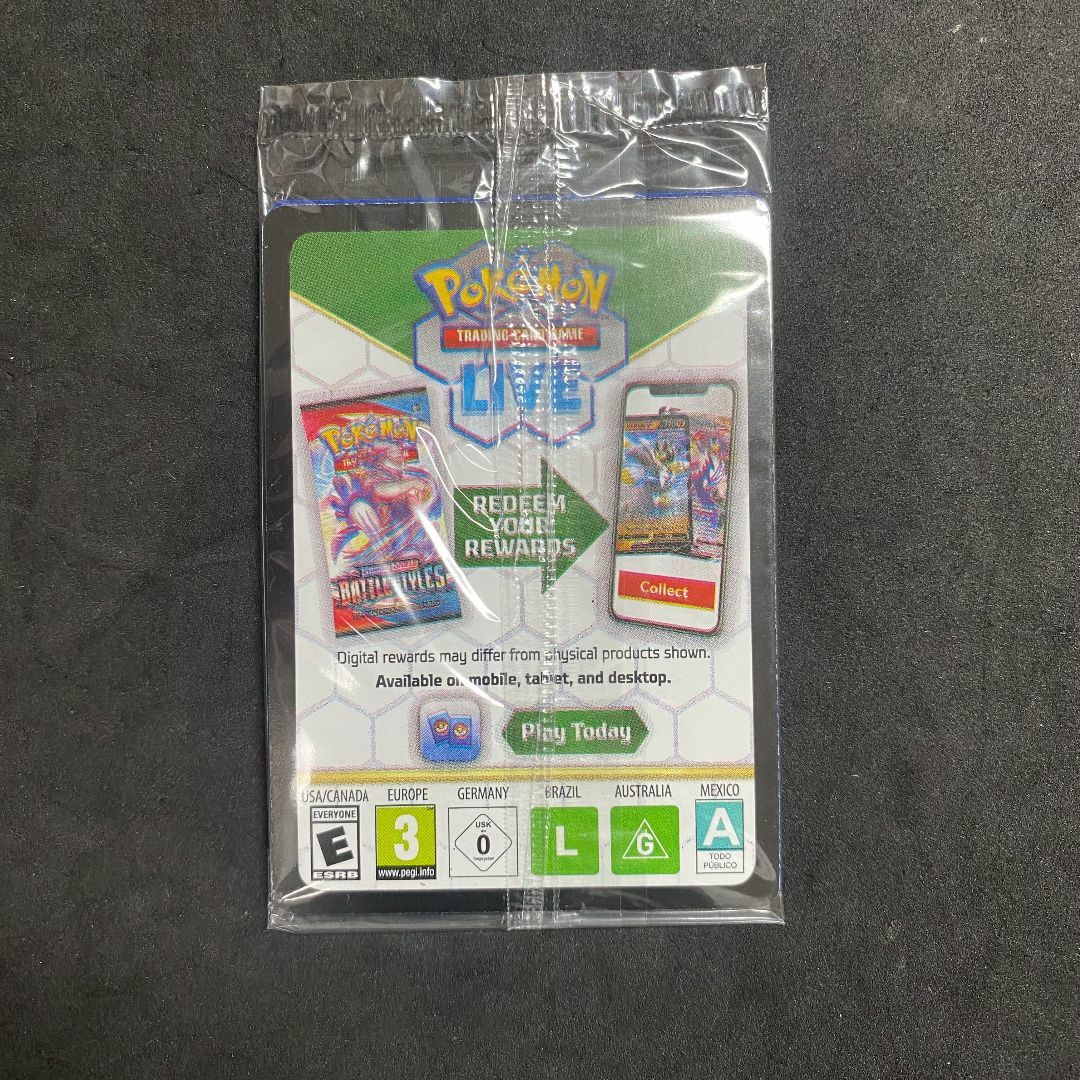 POKéMON
TRADING CARD GAME
LIVE
POKéMON
BATTLE STYLES
REDEEM
YOUR
REWARDS
Collect
Digital rewards may differ from physical products shown.
Available on mobile, tablet, and desktop.
Play Today
USA/CANADA EUROPE GERMANY BRAZIL AUSTRALIA MEXICO
EVERYONE
E
ESRB
3
www.pegi.info
USK
ab
0
freigegeben
L
G
A
TODO
PÚBLICO